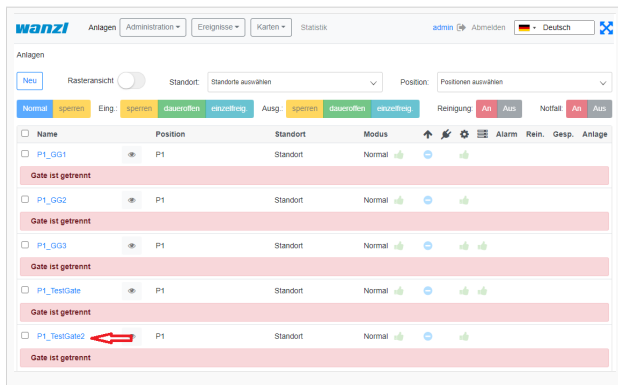 wanzl Anlagen Administration Ereignisse Karten Statistik admin Abmelden Deutsch
Anlagen
Neu Rasteransicht Standort: Standorte auswählen Position: Positionen auswählen
Normal sperren Eing.: sperren daueroffen einzelfreig. Ausg.: sperren daueroffen einzelfreig. Reinigung: An Aus Notfall: An Aus
Name Position Standort Modus Alarm Rein. Gesp. Anlage
P1_GG1 P1 Standort Normal
Gate ist getrennt
P1_GG2 P1 Standort Normal
Gate ist getrennt
P1_GG3 P1 Standort Normal
Gate ist getrennt
P1_TestGate P1 Standort Normal
Gate ist getrennt
P1_TestGate2 P1 Standort Normal
Gate ist getrennt